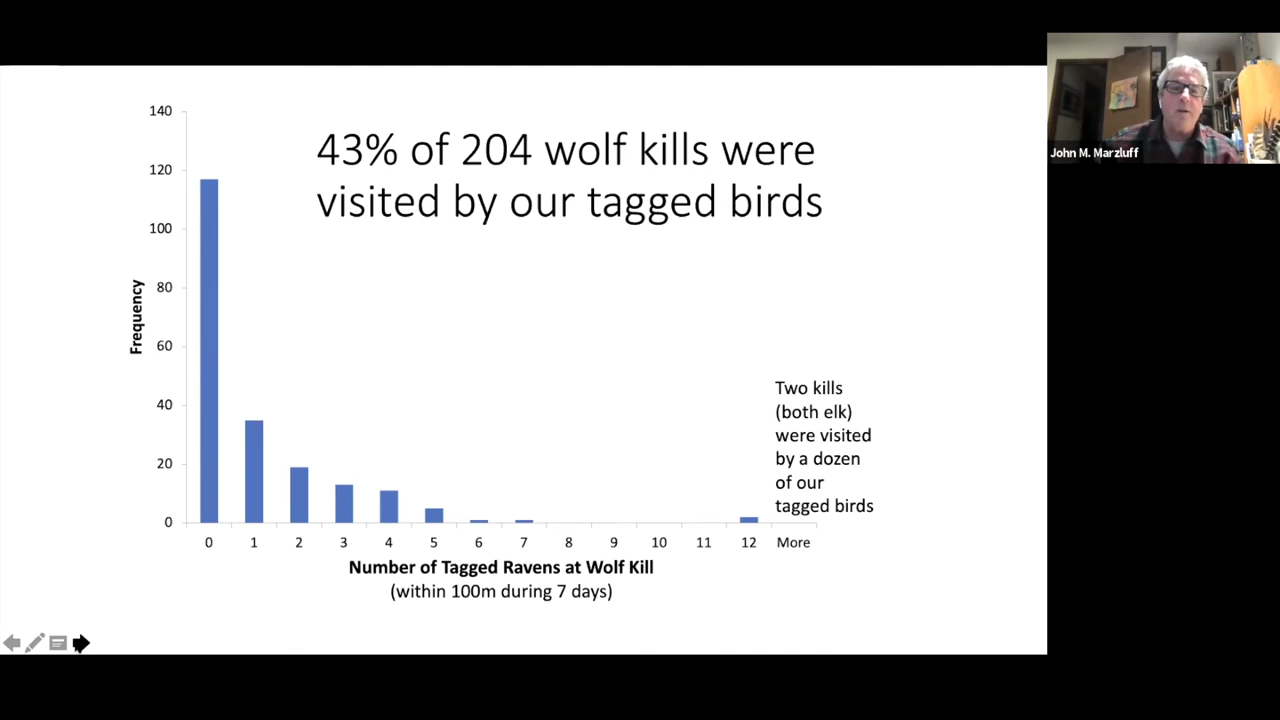 43% of 204 wolf kills were
visited by our tagged birds
140
120
100
80
60
40
20
0
Frequency
0 1 2 3 4 5 6 7 8 9 10 11 12 More
Number of Tagged Ravens at Wolf Kill
(within 100m during 7 days)
Two kills
(both elk)
were visited
by a dozen
of our
tagged birds
John M. Marzluff